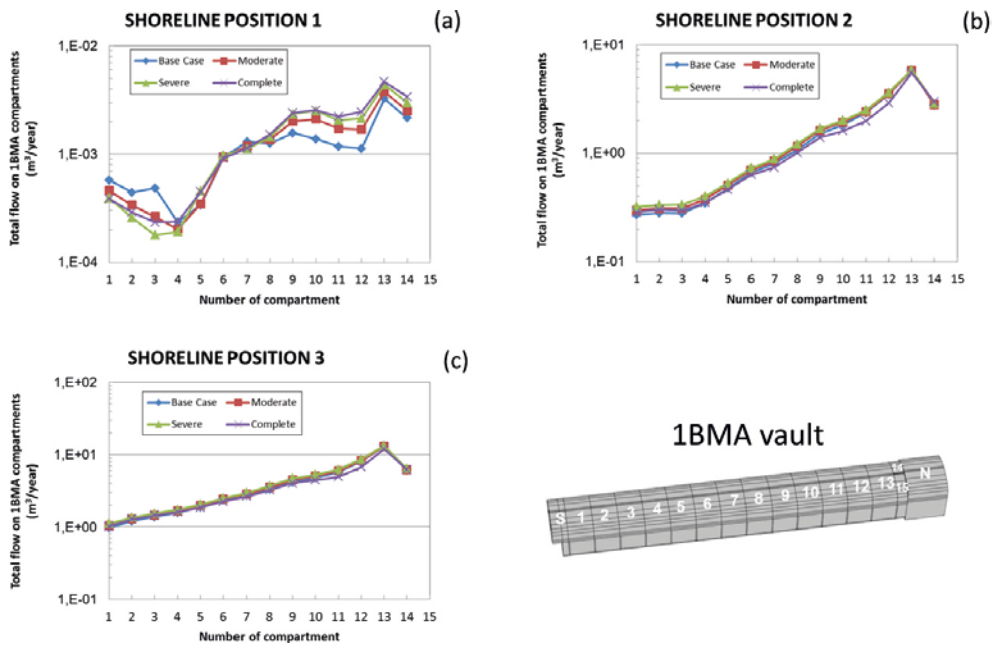 SHORELINE POSITION 1
(a)
Total flow on 1BMA compartments
(m³/year)
1,E-02
1,E-03
1,E-04
Base Case
Moderate
Severe
Complete
1 2 3 4 5 6 7 8 9 10 11 12 13 14 15
Number of compartment
SHORELINE POSITION 2
(b)
Total flow on 1BMA compartments
(m³/year)
1,E+01
1,E+00
1,E-01
Base Case
Moderate
Severe
Complete
1 2 3 4 5 6 7 8 9 10 11 12 13 14 15
Number of compartment
SHORELINE POSITION 3
(c)
Total flow on 1BMA compartments
(m³/year)
1,E+02
1,E+01
1,E+00
1,E-01
Base Case
Moderate
Severe
Complete
1 2 3 4 5 6 7 8 9 10 11 12 13 14 15
Number of compartment
1BMA vault
S 1 2 3 4 5 6 7 8 9 10 11 12 13 14 15 N